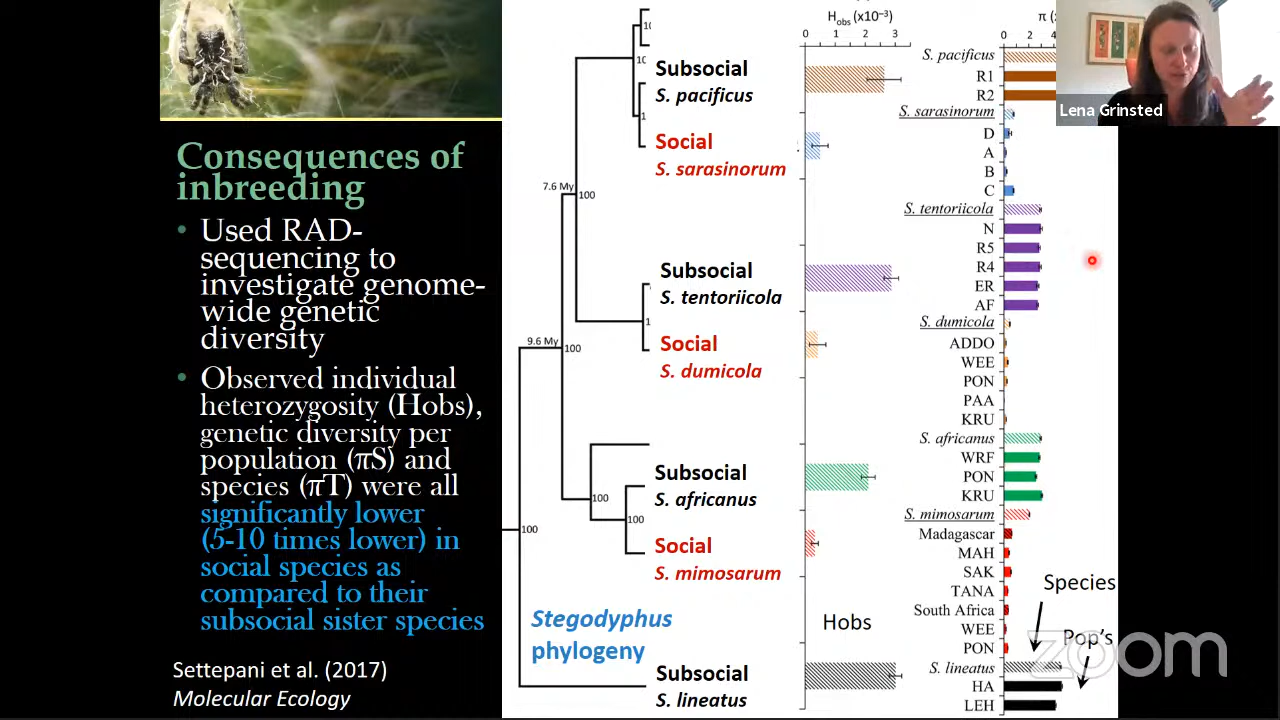 Consequences of
inbreeding
• Used RAD-
sequencing to
investigate genome-
wide genetic
diversity
• Observed individual
heterozygosity (Hobs),
genetic diversity per
population (πS) and
species (πT) were all
significantly lower
(5-10 times lower) in
social species as
compared to their
subsocial sister species
Settepani et al. (2017)
Molecular Ecology
Subsocial
S. pacificus
Social
S. sarasinorum
7.6 My
100
Subsocial
S. tentoriicola
Social
S. dumicola
9.6 My
100
Subsocial
S. africanus
100
100
Social
S. mimosarum
100
Stegodyphus
phylogeny
Subsocial
S. lineatus
Hobs (x10⁻³)
0 1 2 3
Hobs
π (
0 2 4
S. pacificus
R1
R2
S. sarasinorum
D
A
B
C
S. tentoriicola
N
R5
R4
ER
AF
S. dumicola
ADDO
WEE
PON
PAA
KRU
S. africanus
WRF
PON
KRU
S. mimosarum
Madagascar
MAH
SAK
TANA
South Africa
WEE
PON
S. lineatus
HA
LEH
Species
Pop's
Lena Grinsted
zoom